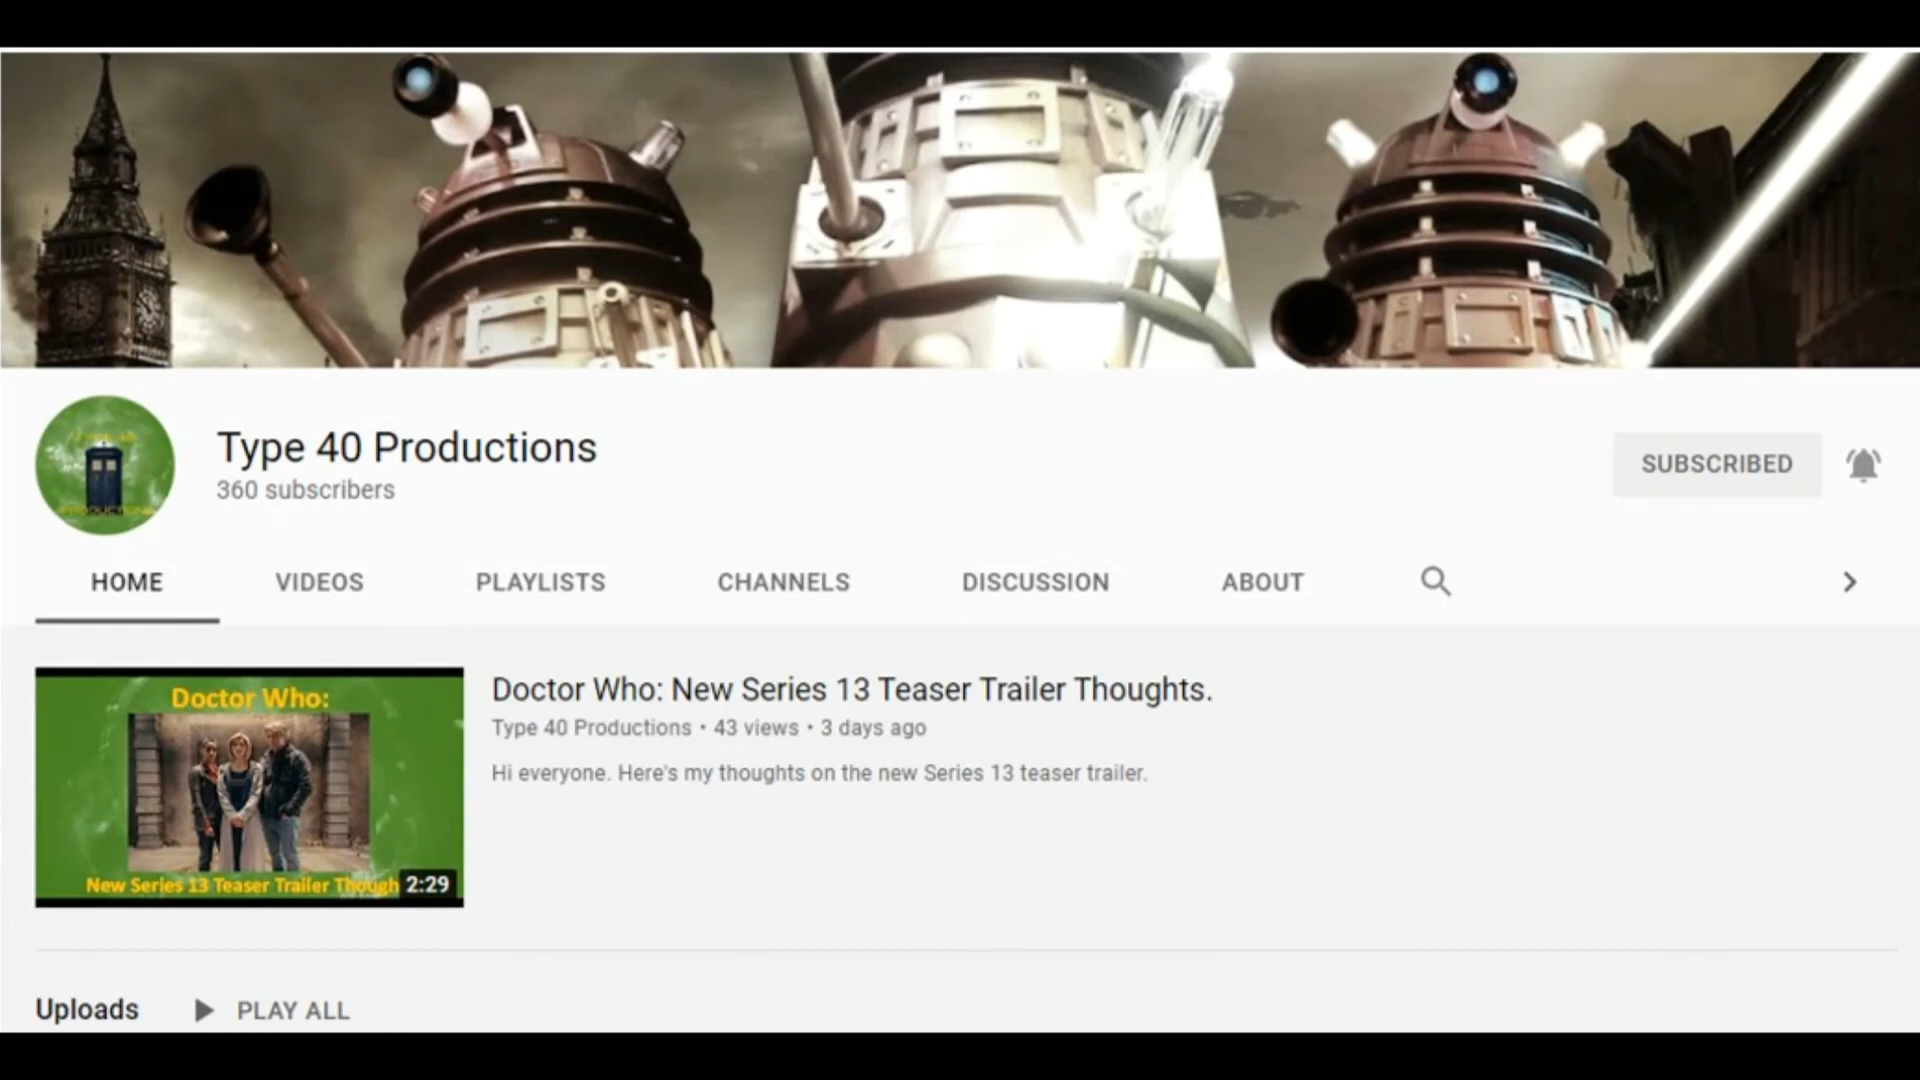 Type 40 Productions
360 subscribers
SUBSCRIBED
HOME VIDEOS PLAYLISTS CHANNELS DISCUSSION ABOUT
Doctor Who:
New Series 13 Teaser Trailer Though
2:29
Doctor Who: New Series 13 Teaser Trailer Thoughts.
Type 40 Productions • 43 views • 3 days ago
Hi everyone. Here's my thoughts on the new Series 13 teaser trailer.
Uploads PLAY ALL